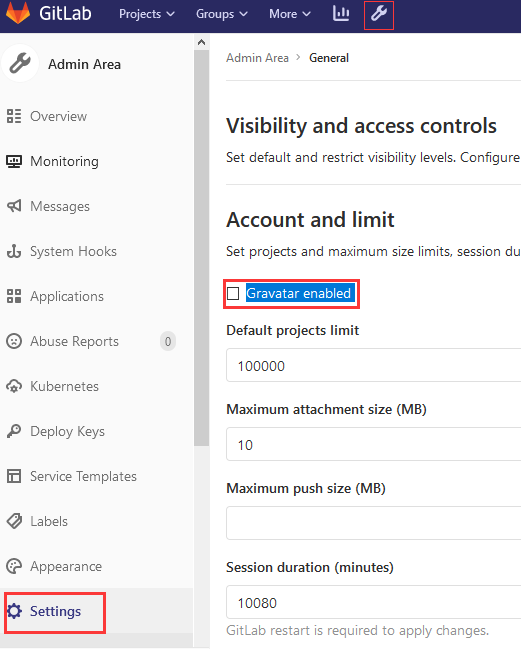 GitLab Projects Groups More
Admin Area
Overview
Monitoring
Messages
System Hooks
Applications
Abuse Reports 0
Kubernetes
Deploy Keys
Service Templates
Labels
Appearance
Settings
Admin Area > General
Visibility and access controls
Set default and restrict visibility levels. Configure
Account and limit
Set projects and maximum size limits, session du
Gravatar enabled
Default projects limit
100000
Maximum attachment size (MB)
10
Maximum push size (MB)
Session duration (minutes)
10080
GitLab restart is required to apply changes.